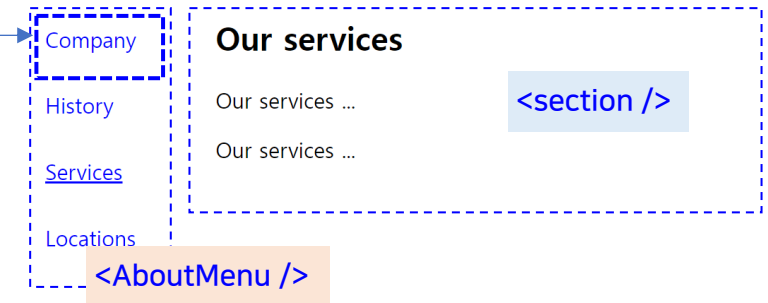 Company
History
Services
Locations
<AboutMenu />
Our services
Our services ...
Our services ...
<section />